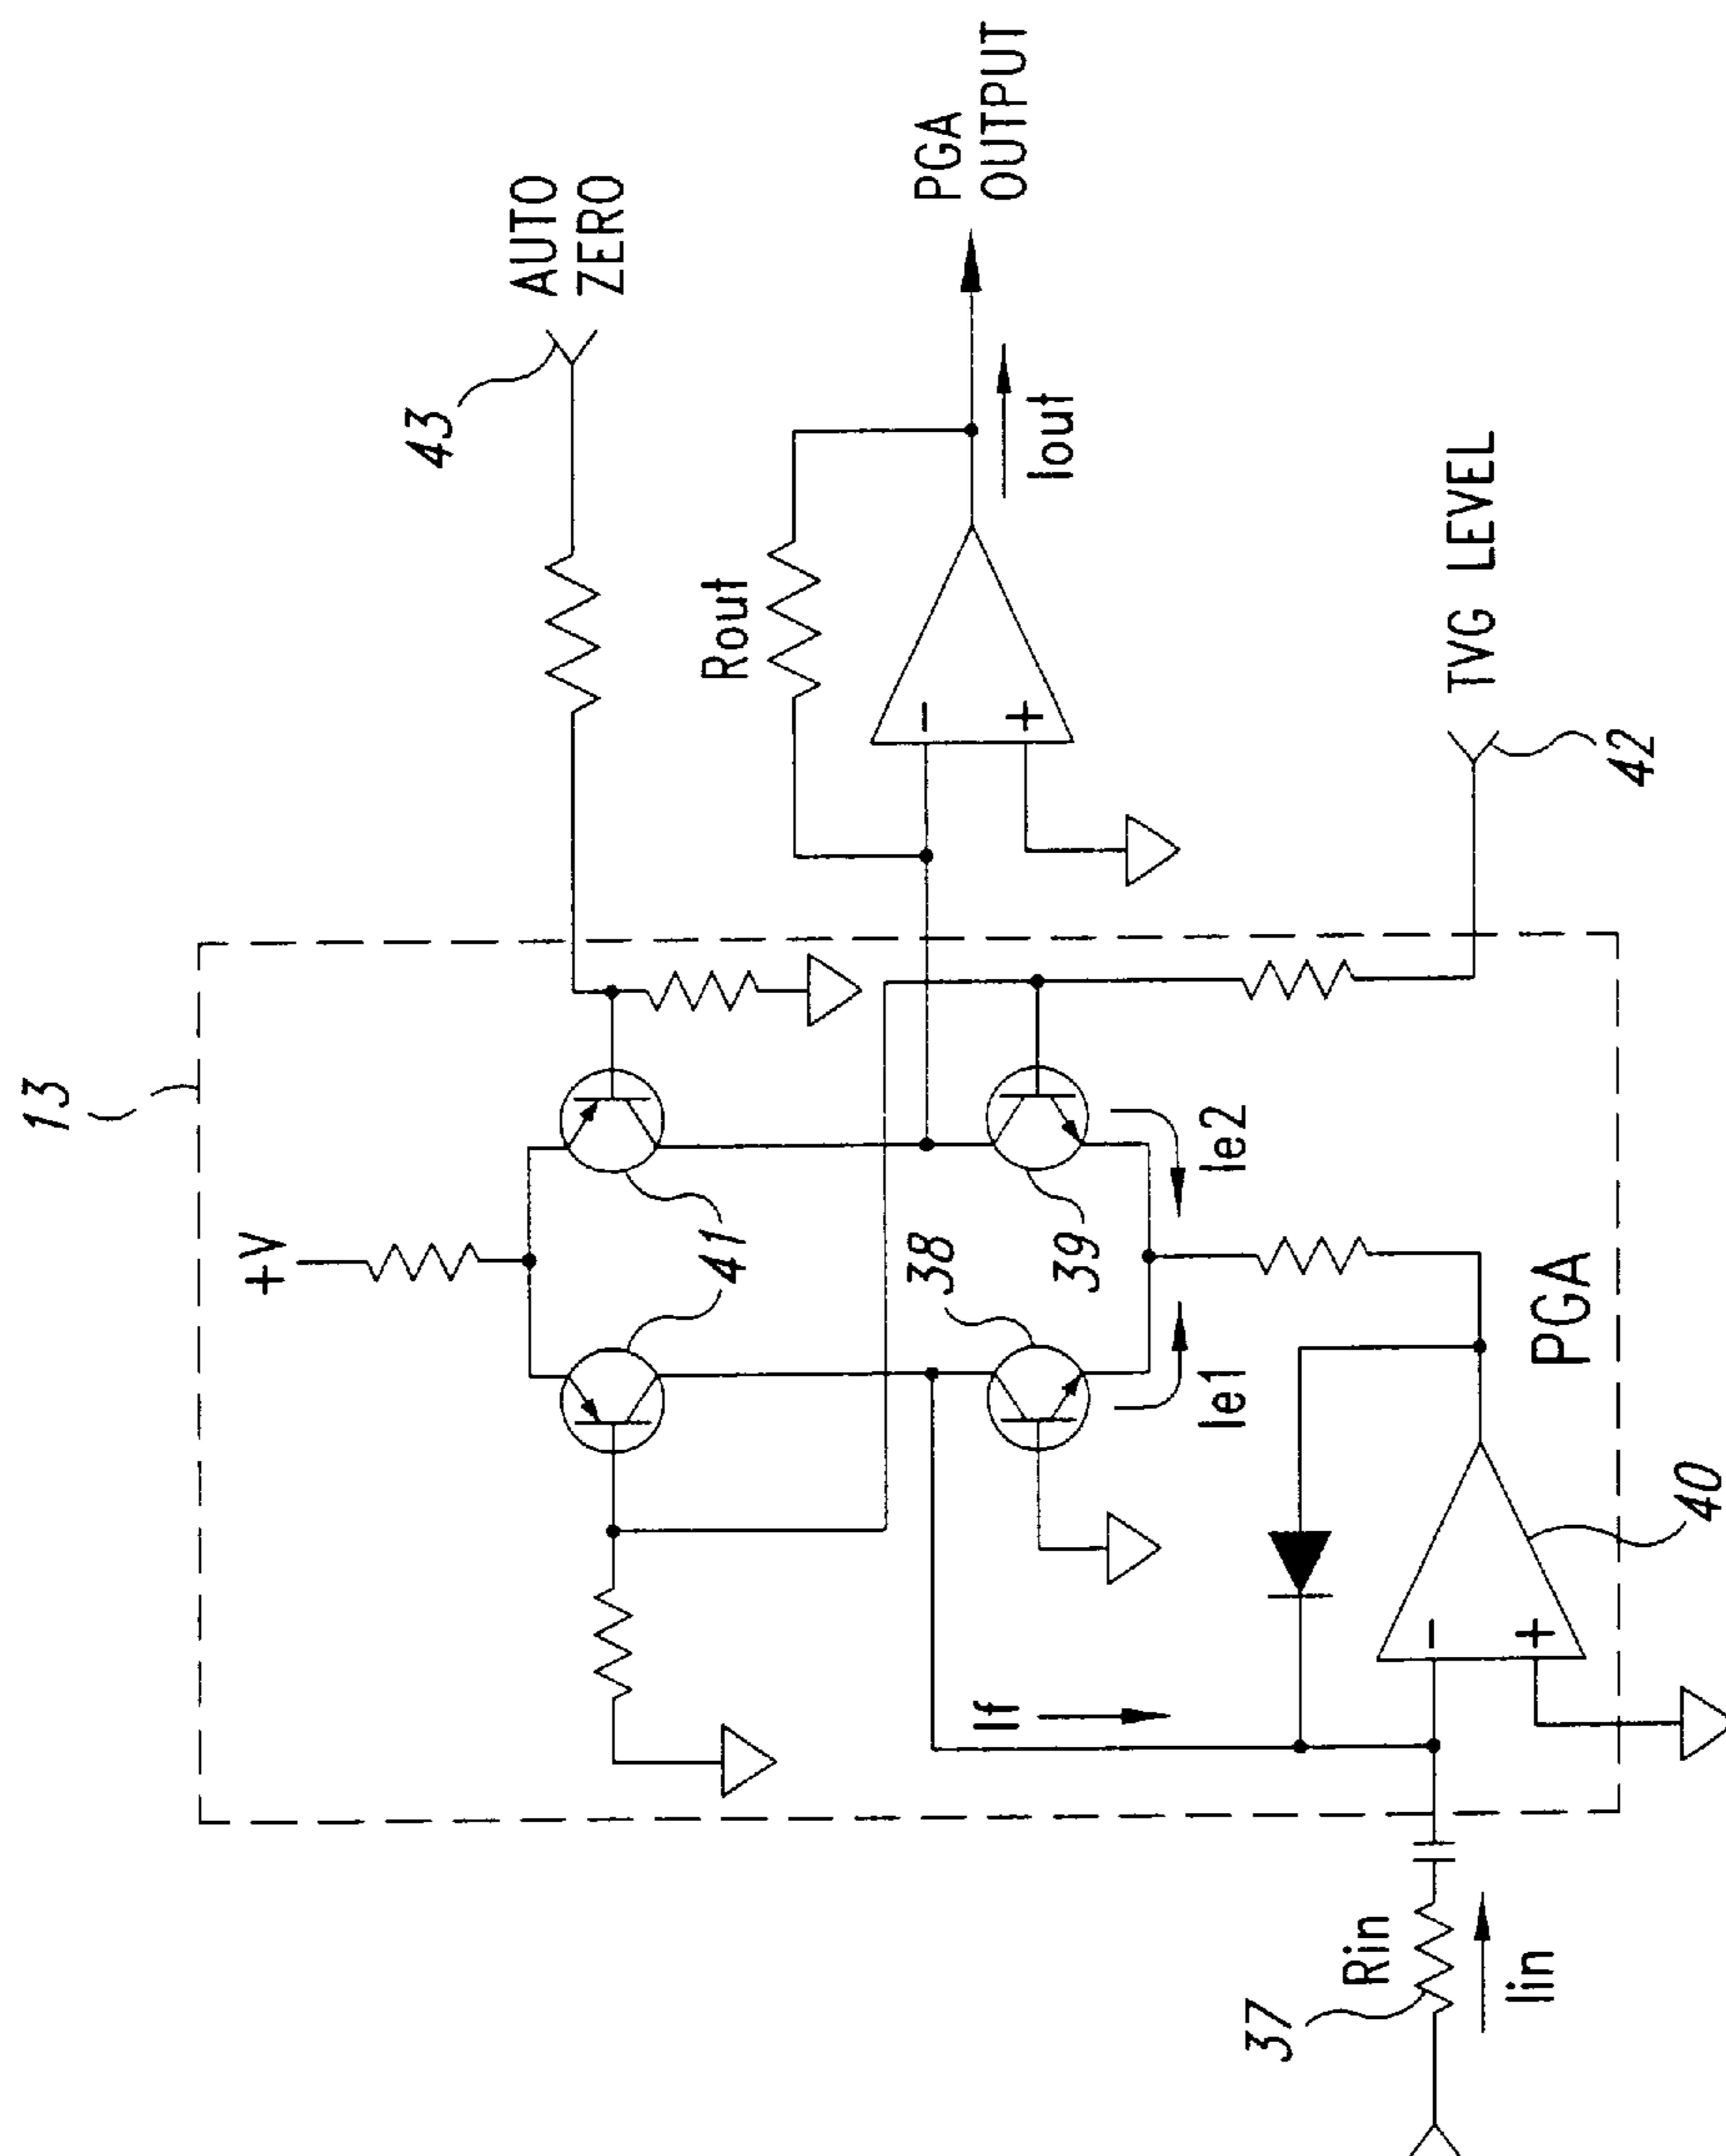 13
+V
43
AUTO
ZERO
41
Rout
PGA
OUTPUT
Iout
38
39
Ie1
Ie2
If
-
+
-
+
PGA
40
TVG LEVEL
42
37
Rin
Iin